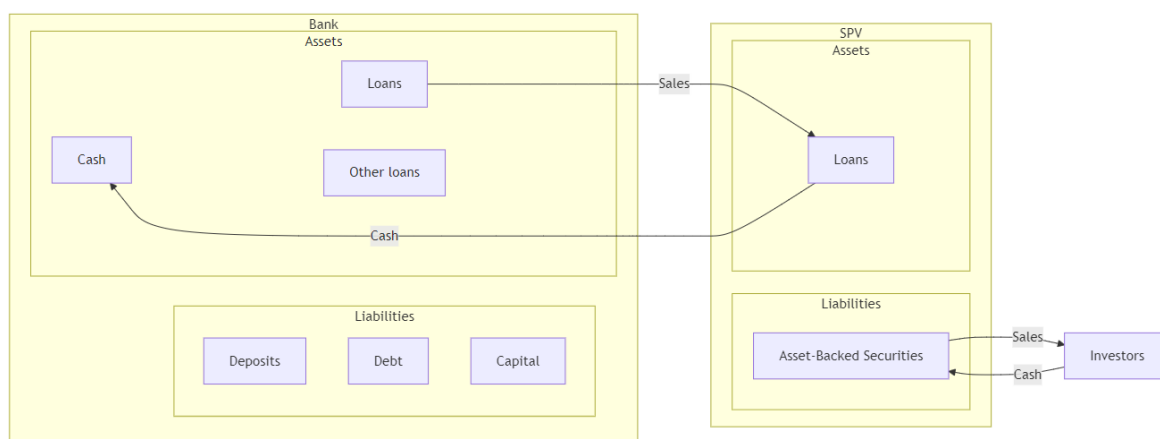 Bank
Assets
Loans
Sales
Cash
Other loans
Cash
Liabilities
Deposits
Debt
Capital
SPV
Assets
Loans
Liabilities
Asset-Backed Securities
Sales
Cash
Investors